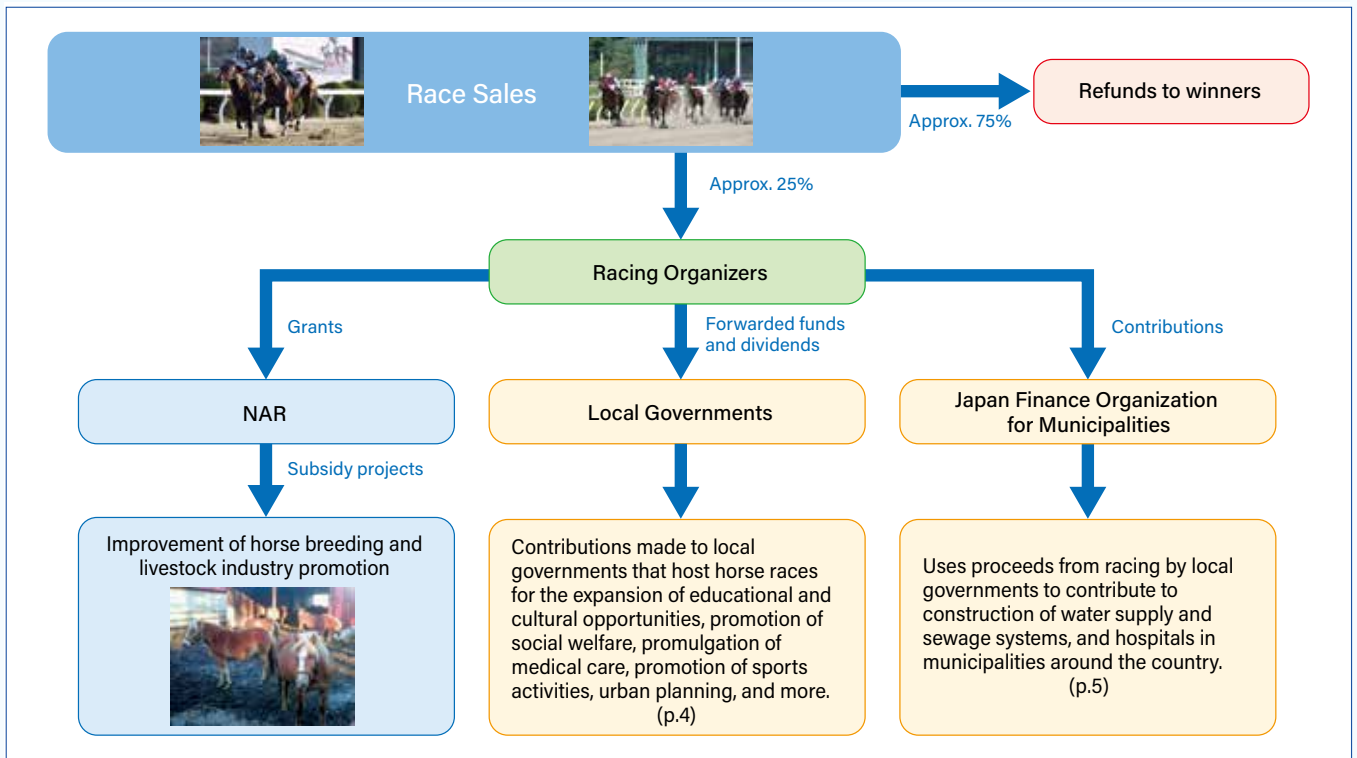 Race Sales
Refunds to winners
Approx. 75%
Approx. 25%
Racing Organizers
Grants
Forwarded funds
and dividends
Contributions
NAR
Local Governments
Japan Finance Organization
for Municipalities
Subsidy projects
Improvement of horse breeding and
livestock industry promotion
Contributions made to local
governments that host horse races
for the expansion of educational and
cultural opportunities, promotion of
social welfare, promulgation of
medical care, promotion of sports
activities, urban planning, and more.
(p.4)
Uses proceeds from racing by local
governments to contribute to
construction of water supply and
sewage systems, and hospitals in
municipalities around the country.
(p.5)